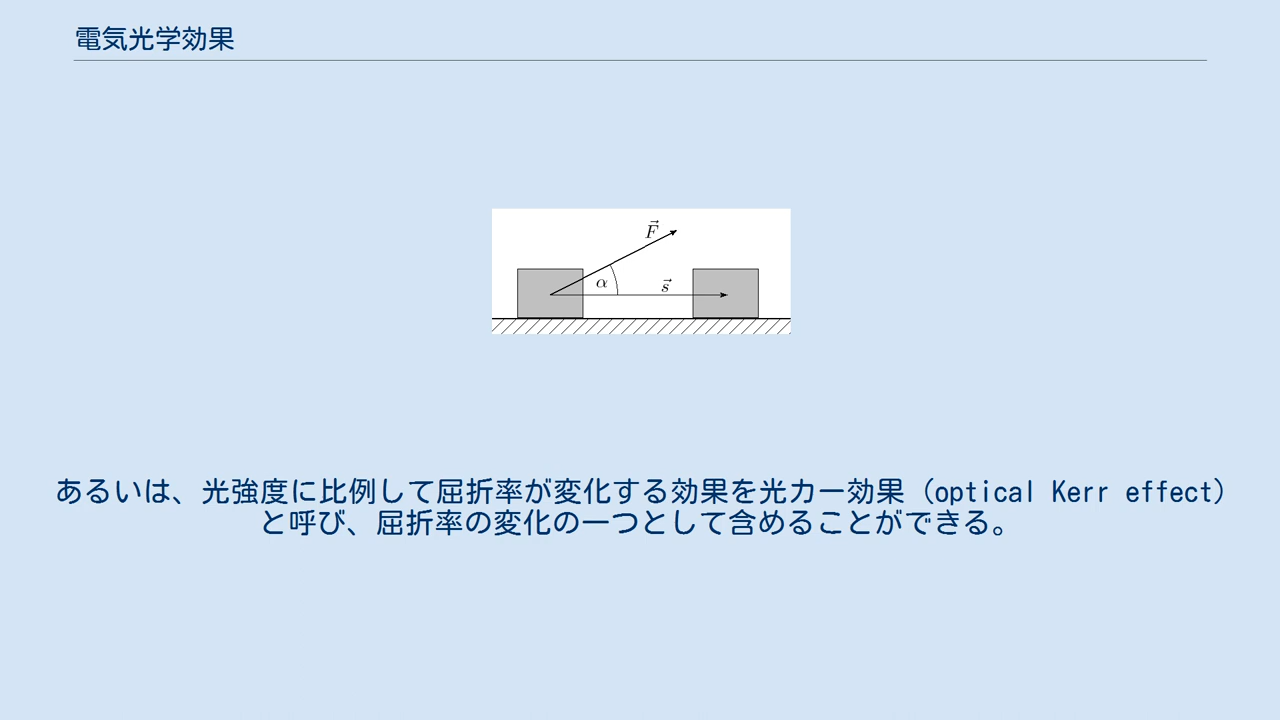 電気光学効果
F⃗
α
s⃗
あるいは、光強度に比例して屈折率が変化する効果を光カー効果（optical Kerr effect）
と呼び、屈折率の変化の一つとして含めることができる。